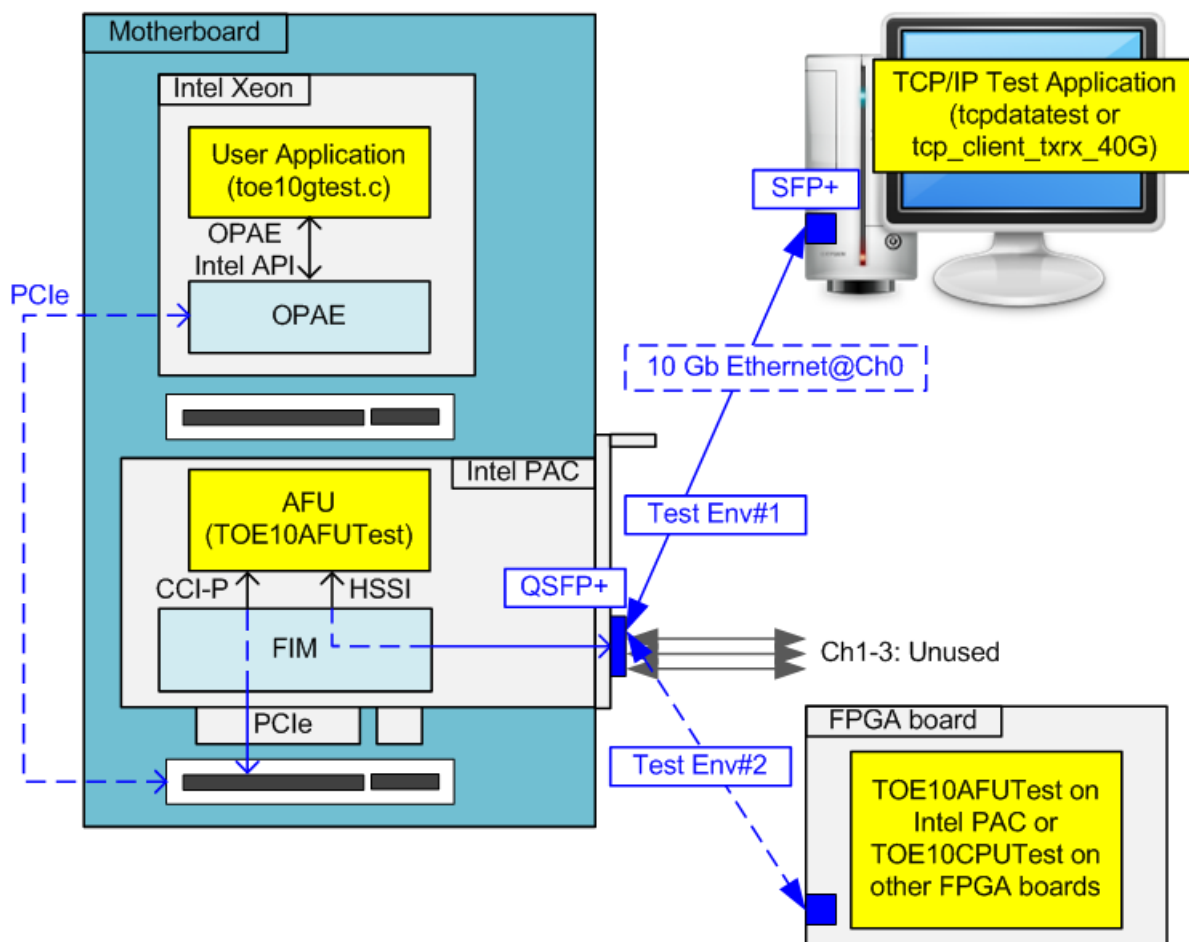 Motherboard
Intel Xeon
User Application
(toe10gtest.c)
OPAE
Intel API
OPAE
PCIe
Intel PAC
AFU
(TOE10AFUTest)
CCI-P
HSSI
FIM
PCIe
QSFP+
TCP/IP Test Application
(tcpdatatest or
tcp_client_txrx_40G)
SFP+
10 Gb Ethernet@Ch0
Test Env#1
Ch1-3: Unused
Test Env#2
FPGA board
TOE10AFUTest on
Intel PAC or
TOE10CPUTest on
other FPGA boards